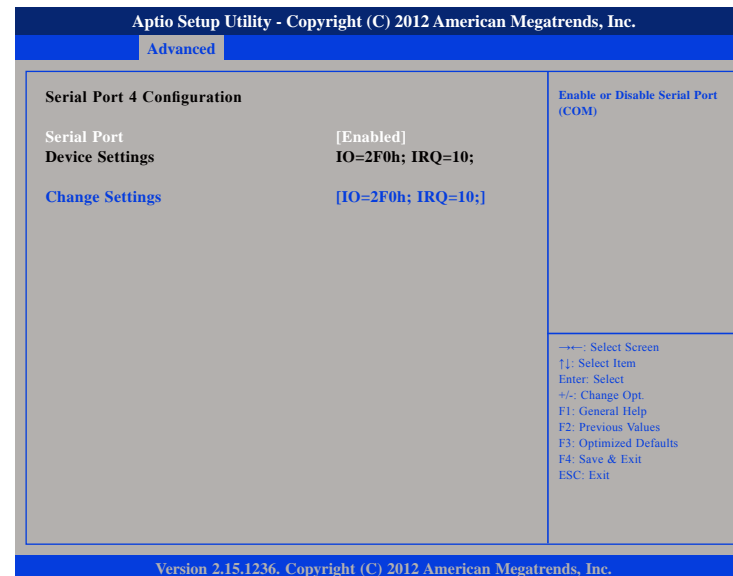 Aptio Setup Utility - Copyright (C) 2012 American Megatrends, Inc.
Advanced
Serial Port 4 Configuration
Serial Port [Enabled]
Device Settings IO=2F0h; IRQ=10;
Change Settings [IO=2F0h; IRQ=10;]
Enable or Disable Serial Port
(COM)
→←: Select Screen
↑↓: Select Item
Enter: Select
+/-: Change Opt.
F1: General Help
F2: Previous Values
F3: Optimized Defaults
F4: Save & Exit
ESC: Exit
Version 2.15.1236. Copyright (C) 2012 American Megatrends, Inc.